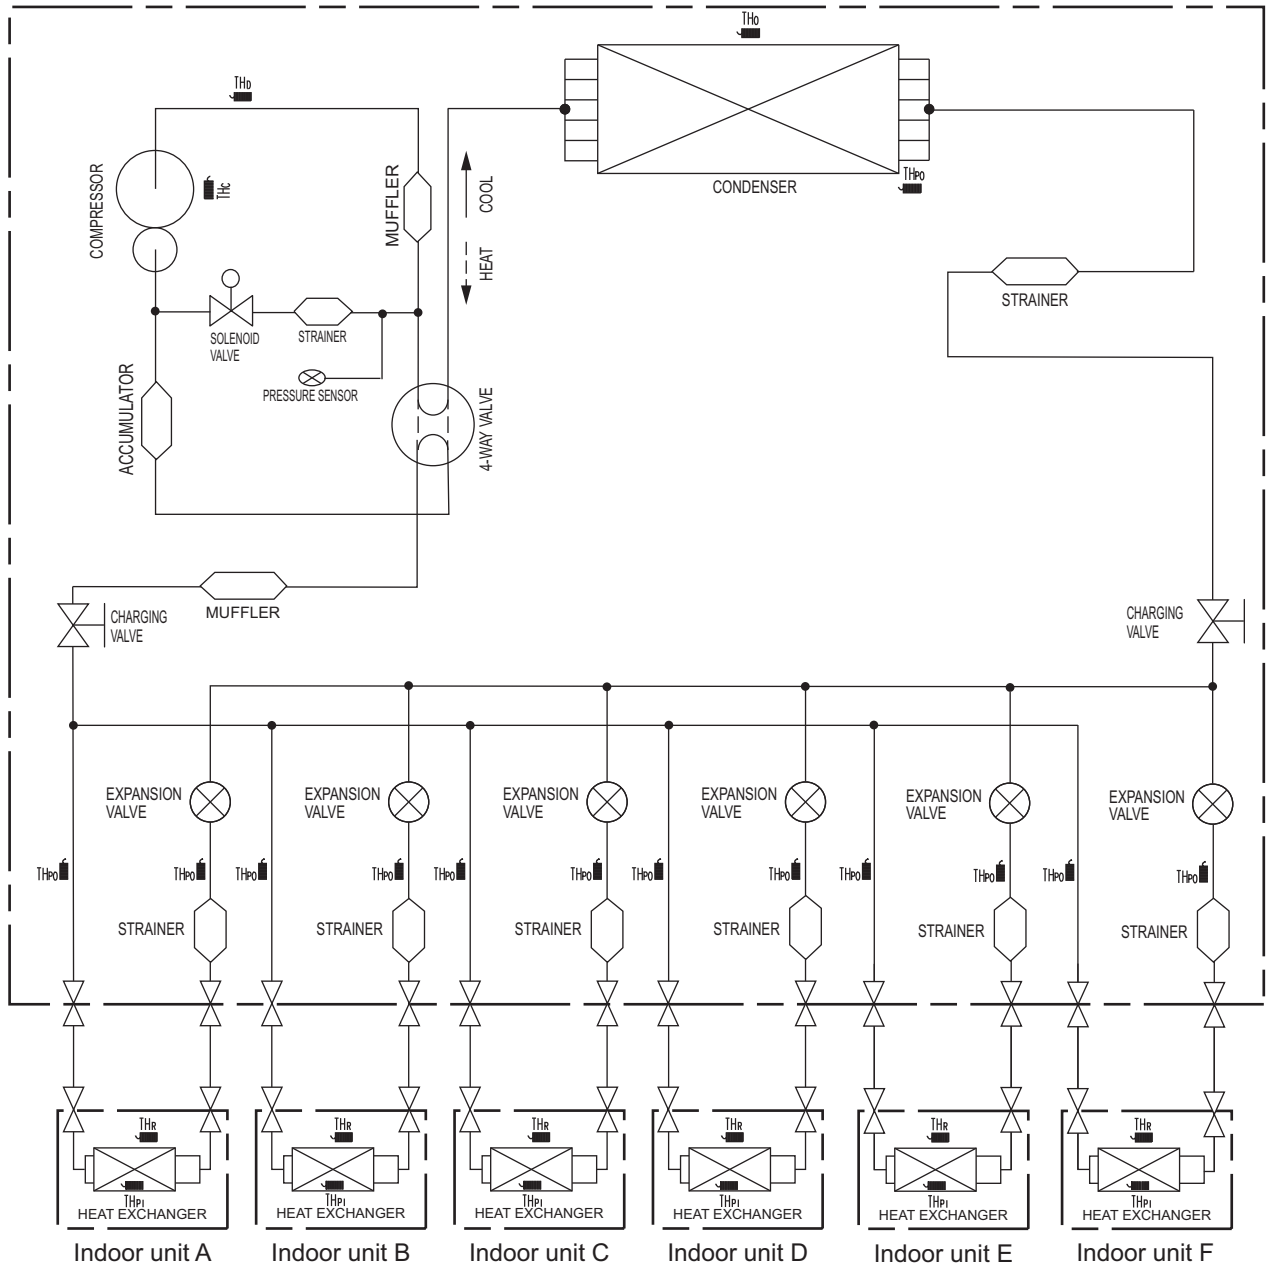 THO
THD
COMPRESSOR
THC
MUFFLER
COOL
HEAT
CONDENSER
THPO
STRAINER
SOLENOID
VALVE
STRAINER
PRESSURE SENSOR
ACCUMULATOR
4-WAY VALVE
MUFFLER
CHARGING
VALVE
CHARGING
VALVE
EXPANSION
VALVE
EXPANSION
VALVE
EXPANSION
VALVE
EXPANSION
VALVE
EXPANSION
VALVE
EXPANSION
VALVE
THPO
THPO
THPO
THPO
THPO
THPO
THPO
THPO
THPO
THPO
THPO
THPO
STRAINER
STRAINER
STRAINER
STRAINER
STRAINER
STRAINER
THR
THPI
HEAT EXCHANGER
THR
THPI
HEAT EXCHANGER
THR
THPI
HEAT EXCHANGER
THR
THPI
HEAT EXCHANGER
THR
THPI
HEAT EXCHANGER
THR
THPI
HEAT EXCHANGER
Indoor unit A
Indoor unit B
Indoor unit C
Indoor unit D
Indoor unit E
Indoor unit F